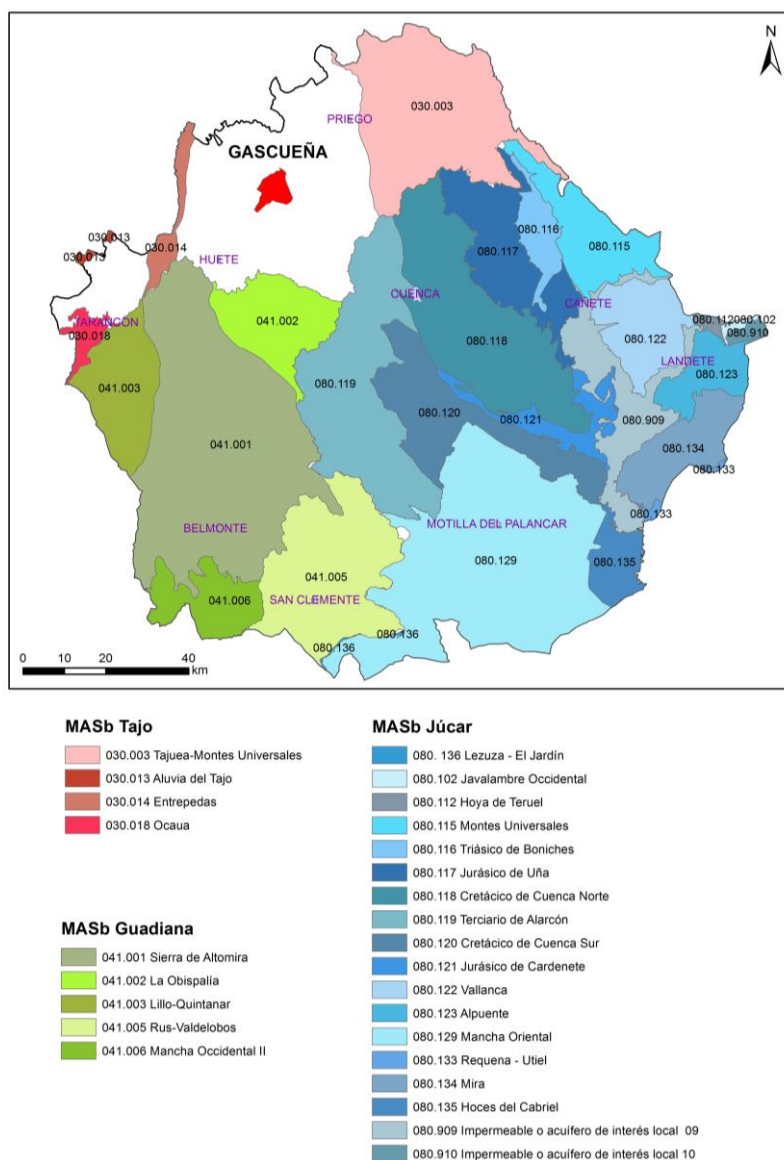 N
030.003
PRIEGO
GASCUEÑA
080.116
030.013
030.014
080.117
080.115
030.013
HUETE
CUENCA
CAÑETE
TARANCÓN
041.002
080.112
080.102
030.018
080.118
080.122
080.910
LANDETE
041.003
080.119
080.123
080.120
080.121
080.909
041.001
080.134
080.133
080.133
BELMONTE
MOTILLA DEL PALANCAR
080.129
080.135
041.005
041.006
SAN CLEMENTE
080.136
080.136
0 10 20 40
km
MASb Tajo
030.003 Tajuea-Montes Universales
030.013 Aluvia del Tajo
030.014 Entrepedas
030.018 Ocaua
MASb Guadiana
041.001 Sierra de Altomira
041.002 La Obispalía
041.003 Lillo-Quintanar
041.005 Rus-Valdelobos
041.006 Mancha Occidental II
MASb Júcar
080. 136 Lezuza - El Jardín
080.102 Javalambre Occidental
080.112 Hoya de Teruel
080.115 Montes Universales
080.116 Triásico de Boniches
080.117 Jurásico de Uña
080.118 Cretácico de Cuenca Norte
080.119 Terciario de Alarcón
080.120 Cretácico de Cuenca Sur
080.121 Jurásico de Cardenete
080.122 Vallanca
080.123 Alpuente
080.129 Mancha Oriental
080.133 Requena - Utiel
080.134 Mira
080.135 Hoces del Cabriel
080.909 Impermeable o acuífero de interés local 09
080.910 Impermeable o acuífero de interés local 10